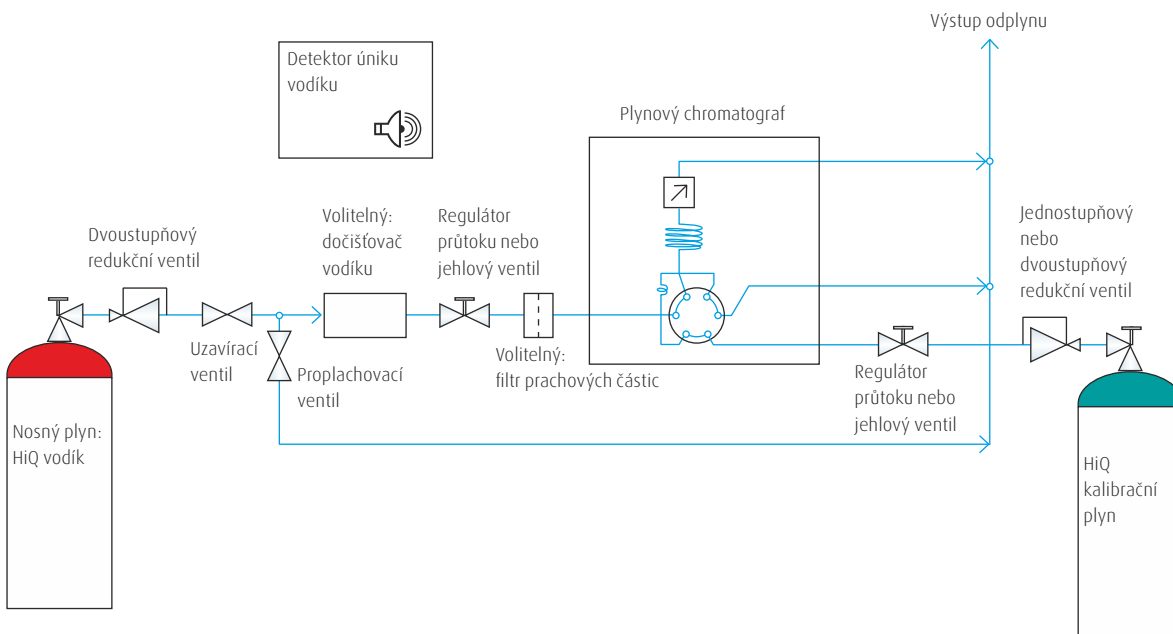 Výstup odplynu
Detektor úniku
vodíku
Plynový chromatograf
Dvoustupňový
redukční ventil
Volitelný:
dočišťovač
vodíku
Regulátor
průtoku nebo
jehlový ventil
Jednostupňový
nebo
dvoustupňový
redukční ventil
Uzavírací
ventil
Proplachovací
ventil
Volitelný:
filtr prachových částic
Regulátor
průtoku nebo
jehlový ventil
Nosný plyn:
HiQ vodík
HiQ
kalibrační
plyn